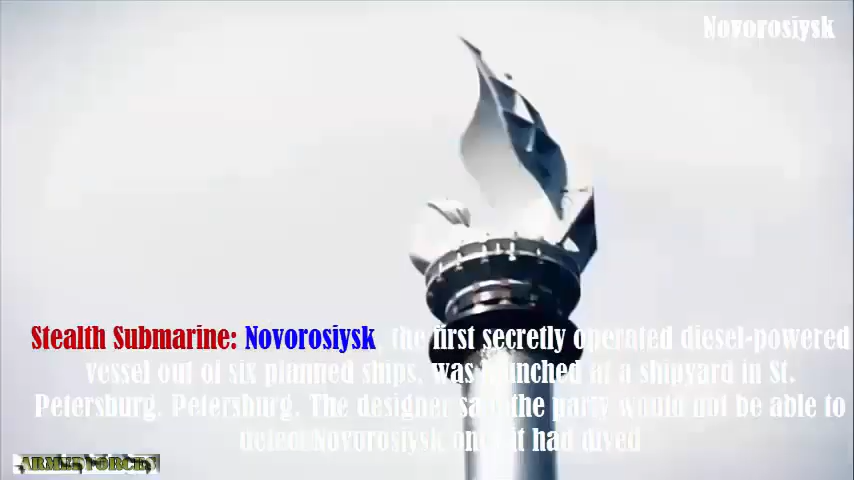 Novorosiysk
Stealth Submarine: Novorosiysk the first secretly operated diesel-powered
vessel out of six planned ships, was launched at a shipyard in St.
Petersburg. Petersburg. The designer said the party would not be able to
detect Novorosiysk once it had dived
ARMED FORCES